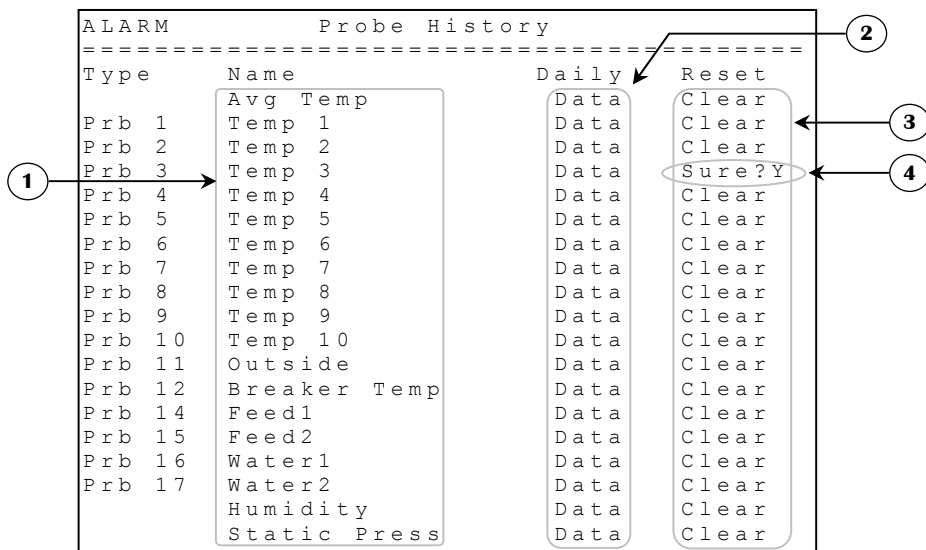 ALARM Probe History
========================================
Type Name Daily Reset
Avg Temp Data Clear
Prb 1 Temp 1 Data Clear
Prb 2 Temp 2 Data Clear
Prb 3 Temp 3 Data Sure?Y
Prb 4 Temp 4 Data Clear
Prb 5 Temp 5 Data Clear
Prb 6 Temp 6 Data Clear
Prb 7 Temp 7 Data Clear
Prb 8 Temp 8 Data Clear
Prb 9 Temp 9 Data Clear
Prb 10 Temp 10 Data Clear
Prb 11 Outside Data Clear
Prb 12 Breaker Temp Data Clear
Prb 14 Feed1 Data Clear
Prb 15 Feed2 Data Clear
Prb 16 Water1 Data Clear
Prb 17 Water2 Data Clear
Humidity Data Clear
Static Press Data Clear
1
2
3
4